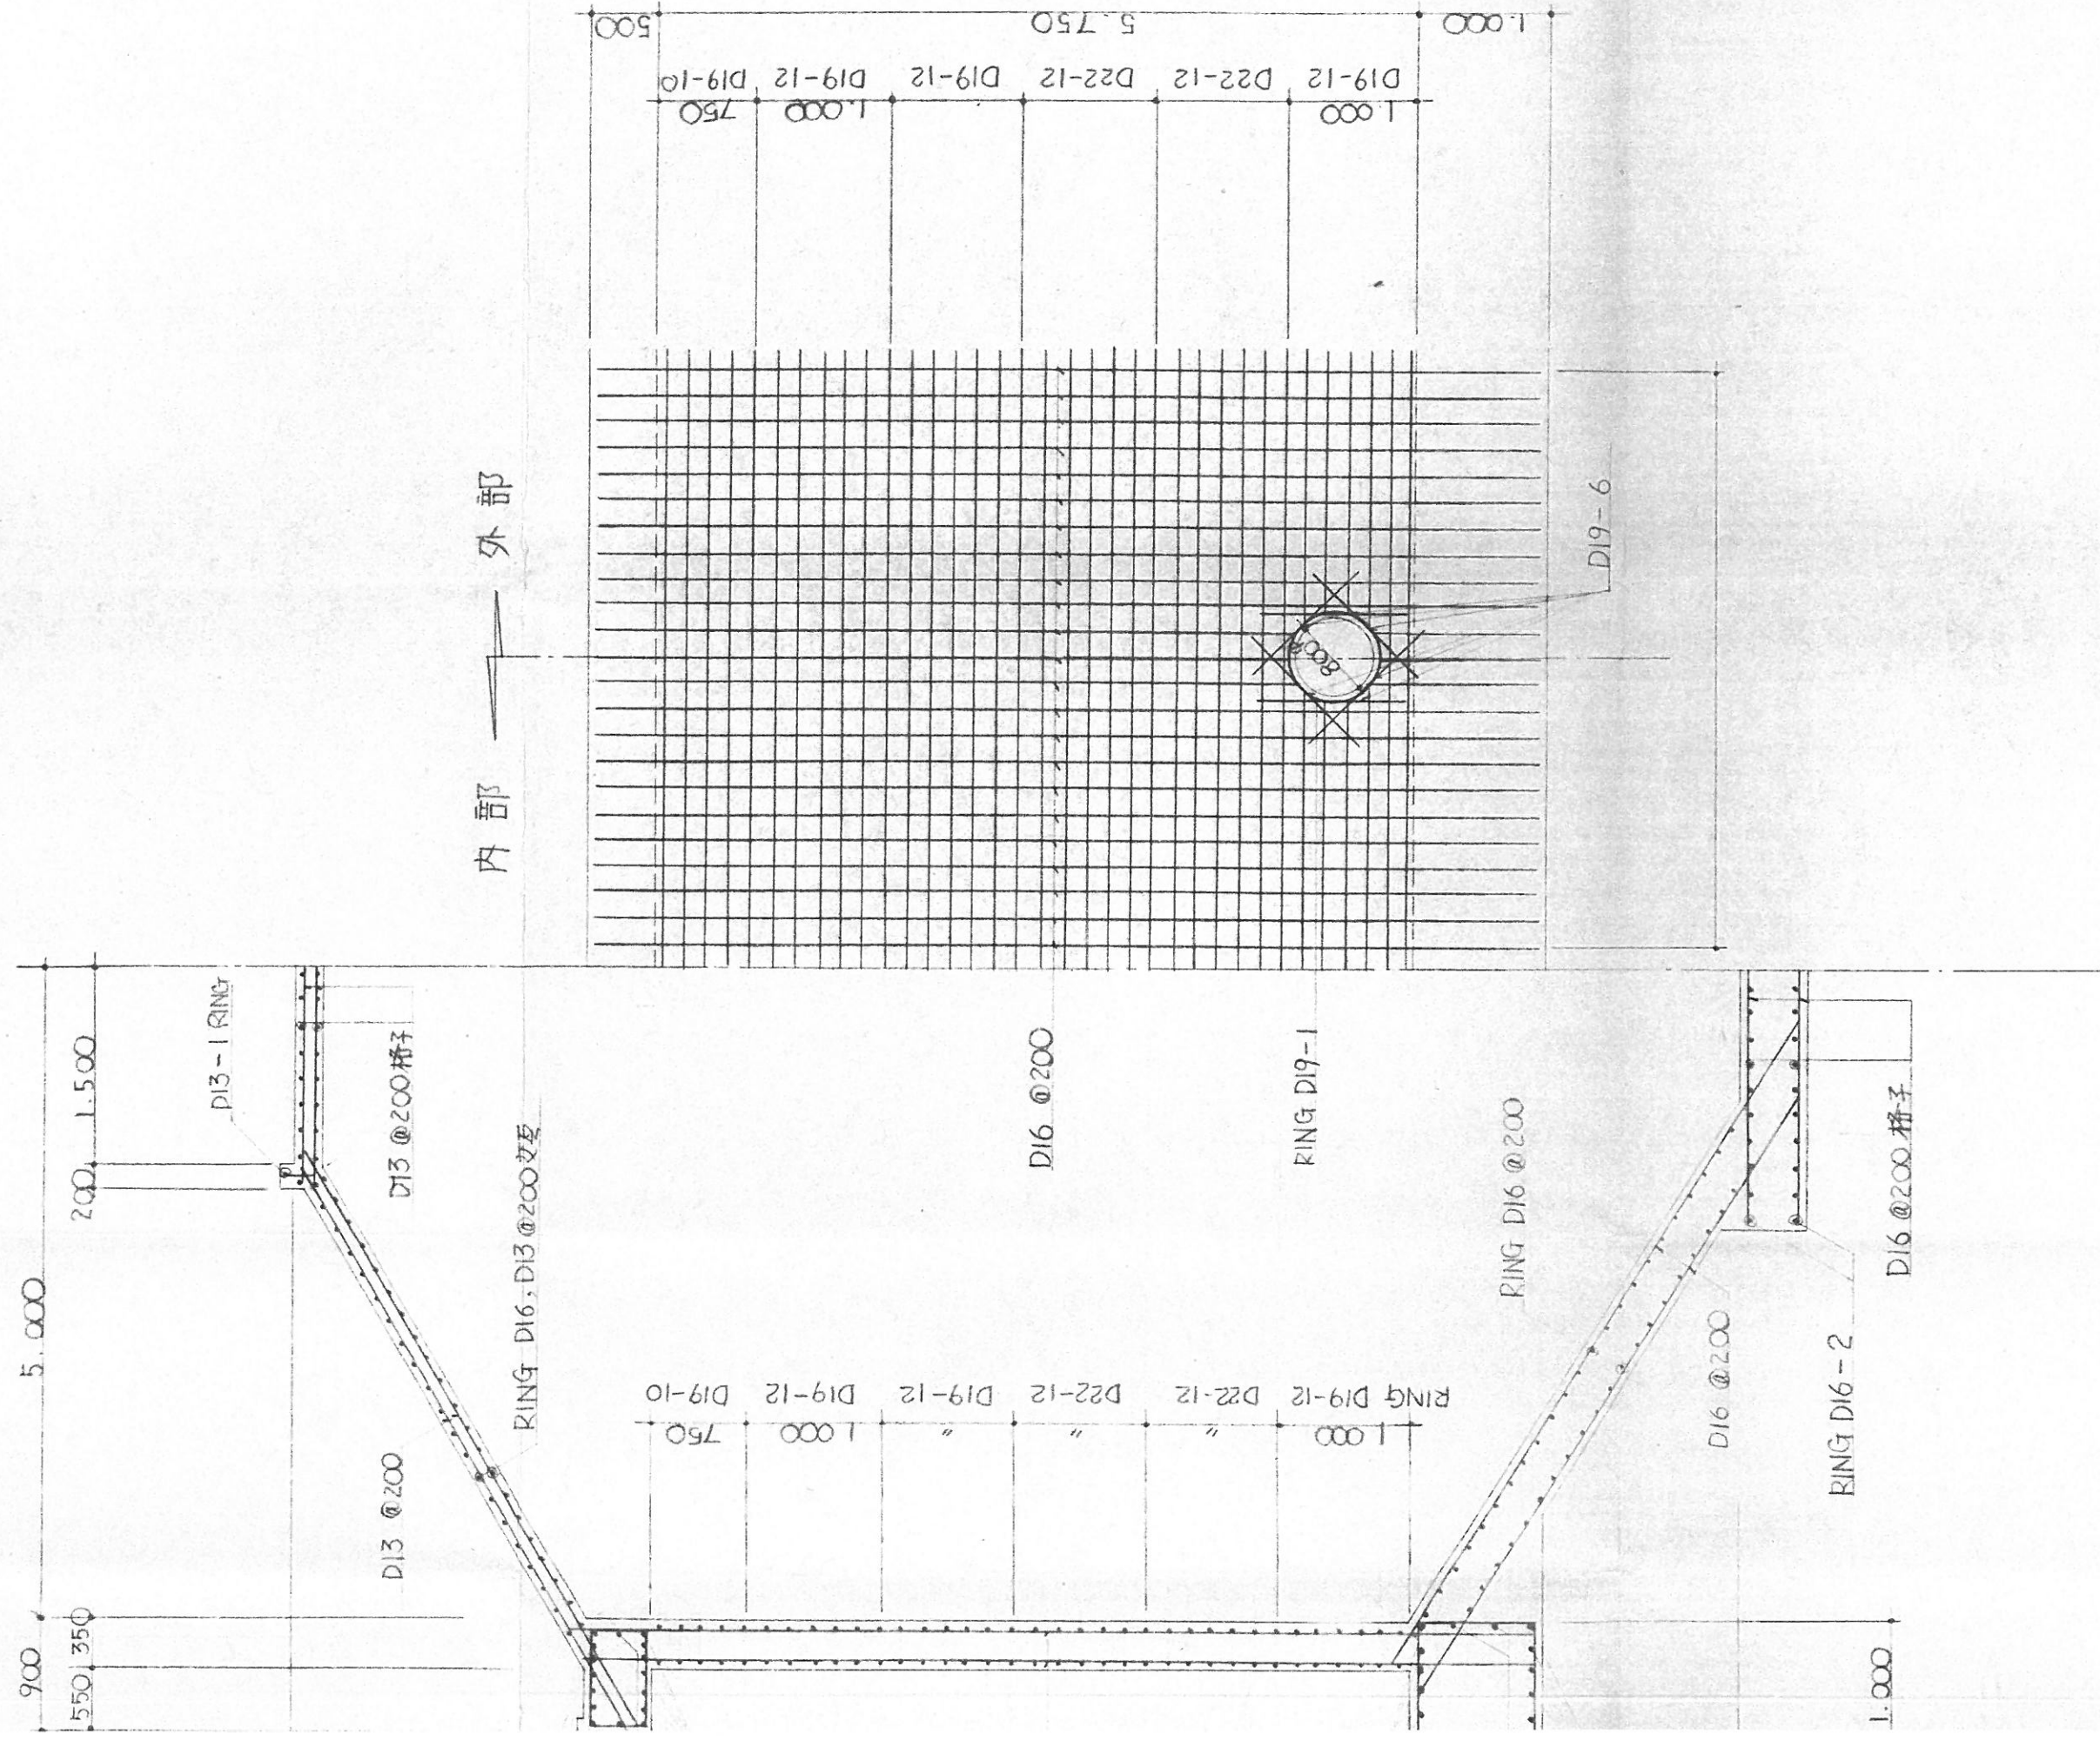 500
5.750
1.000
D19-10
D19-12
D19-12
D22-12
D22-12
D19-12
750
1.000
1.000
外部
内部
800
D19-6
D13-1 RING
D13 @200格子
1.500
200
5.000
RING D16,D13@200交互
D13 @200
D16 @200
RING D19-1
RING D16 @200
D16 @200格子
D16 @200
RING D16-2
D19-10
D19-12
D19-12
D22-12
D22-12
RING D19-12
750
1.000
"
"
"
1.000
900
350
550
1.000